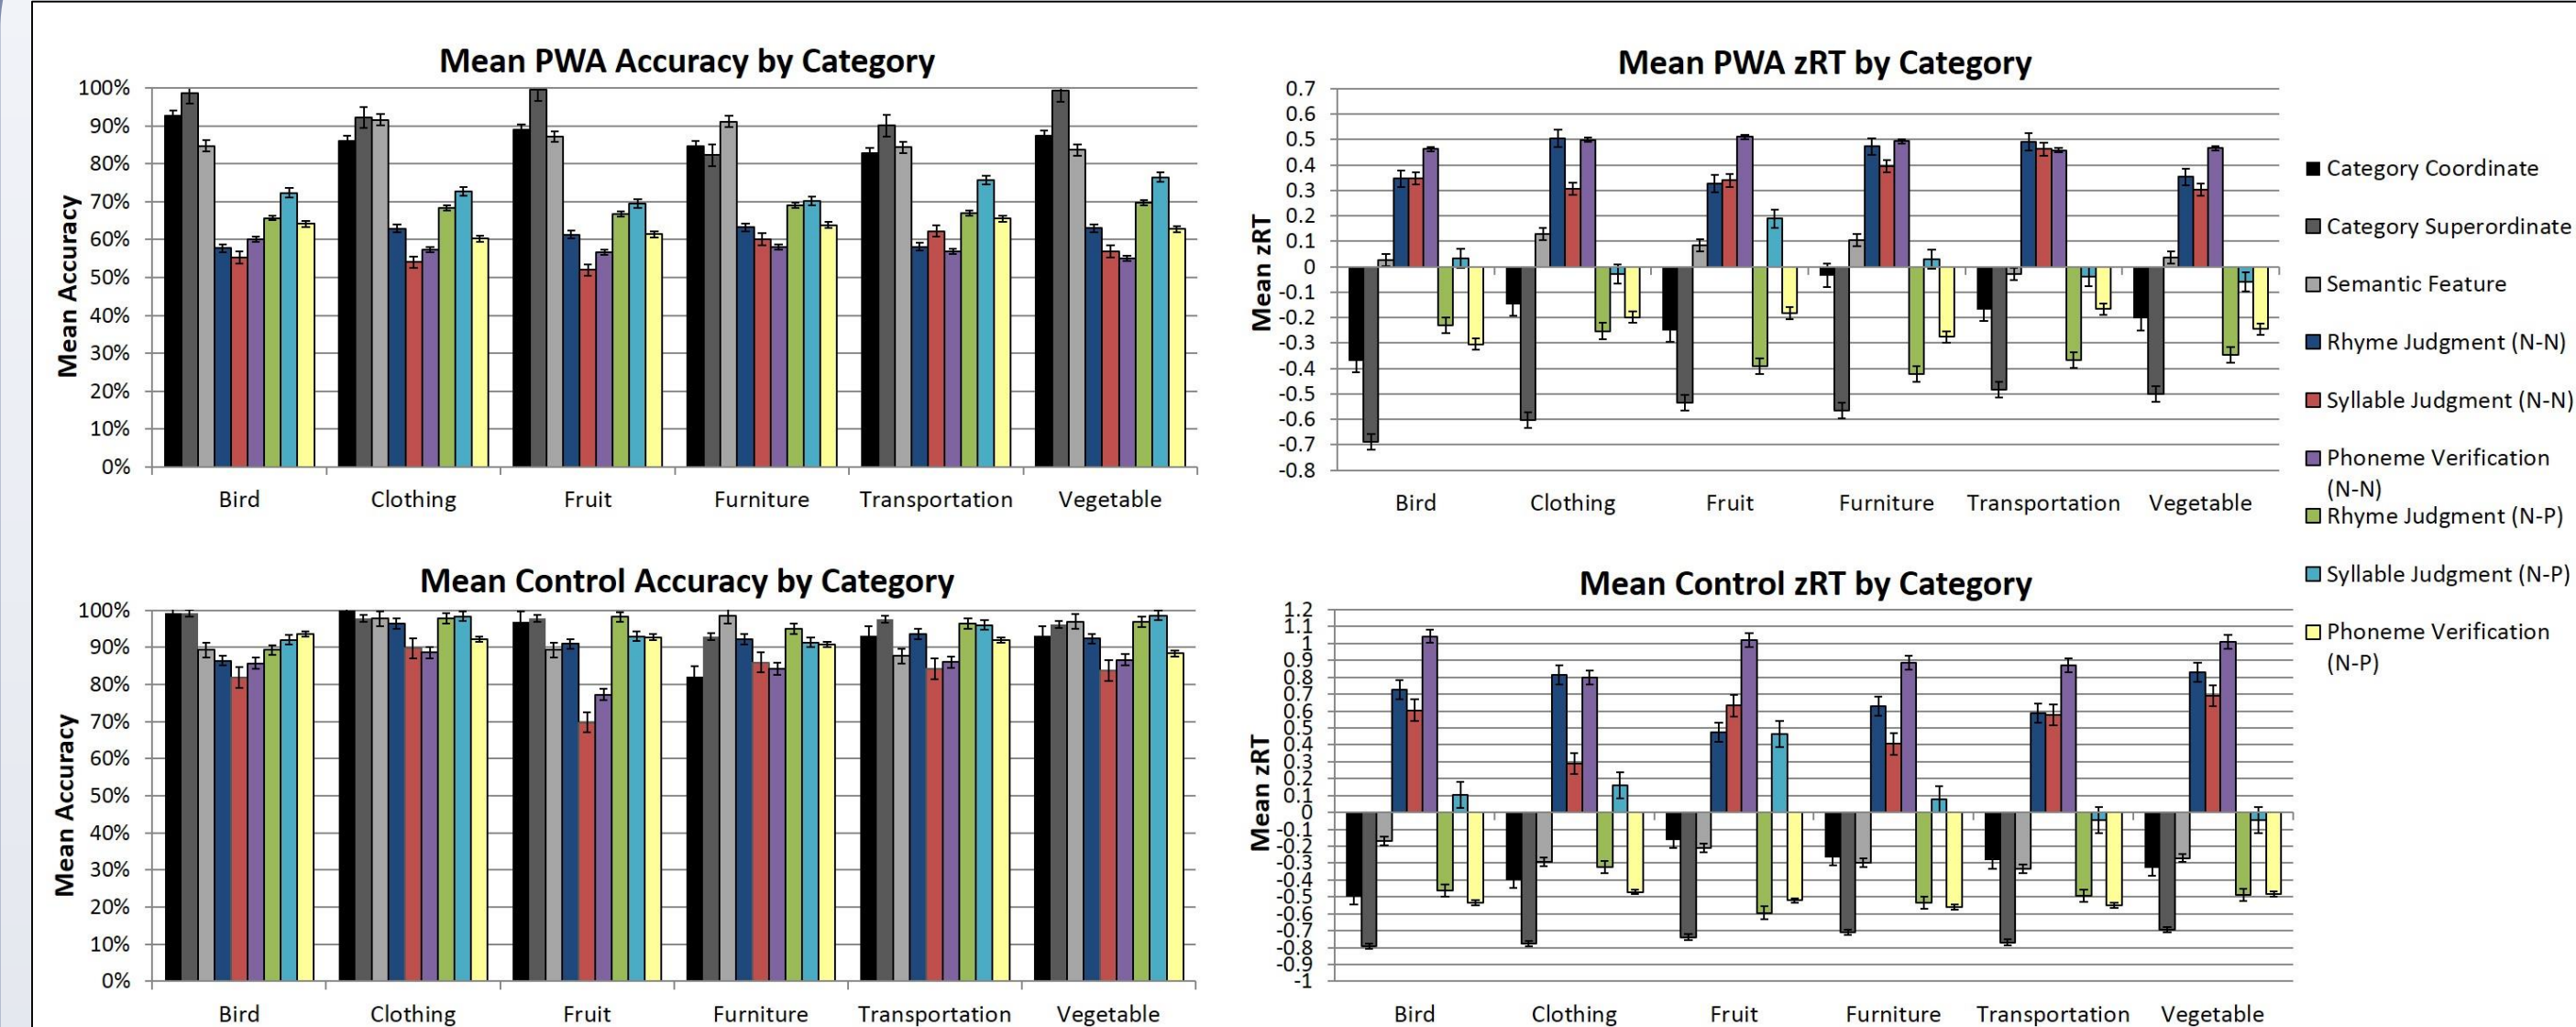 Mean PWA Accuracy by Category
Mean Accuracy
100%
90%
80%
70%
60%
50%
40%
30%
20%
10%
0%
Bird
Clothing
Fruit
Furniture
Transportation
Vegetable
Mean PWA zRT by Category
Mean zRT
0.7
0.6
0.5
0.4
0.3
0.2
0.1
0
-0.1
-0.2
-0.3
-0.4
-0.5
-0.6
-0.7
-0.8
Bird
Clothing
Fruit
Furniture
Transportation
Vegetable
Category Coordinate
Category Superordinate
Semantic Feature
Rhyme Judgment (N-N)
Syllable Judgment (N-N)
Phoneme Verification
(N-N)
Rhyme Judgment (N-P)
Syllable Judgment (N-P)
Phoneme Verification
(N-P)
Mean Control Accuracy by Category
Mean Accuracy
100%
90%
80%
70%
60%
50%
40%
30%
20%
10%
0%
Bird
Clothing
Fruit
Furniture
Transportation
Vegetable
Mean Control zRT by Category
Mean zRT
1.2
1.1
1
0.9
0.8
0.7
0.6
0.5
0.4
0.3
0.2
0.1
0
-0.1
-0.2
-0.3
-0.4
-0.5
-0.6
-0.7
-0.8
-0.9
-1
Bird
Clothing
Fruit
Furniture
Transportation
Vegetable